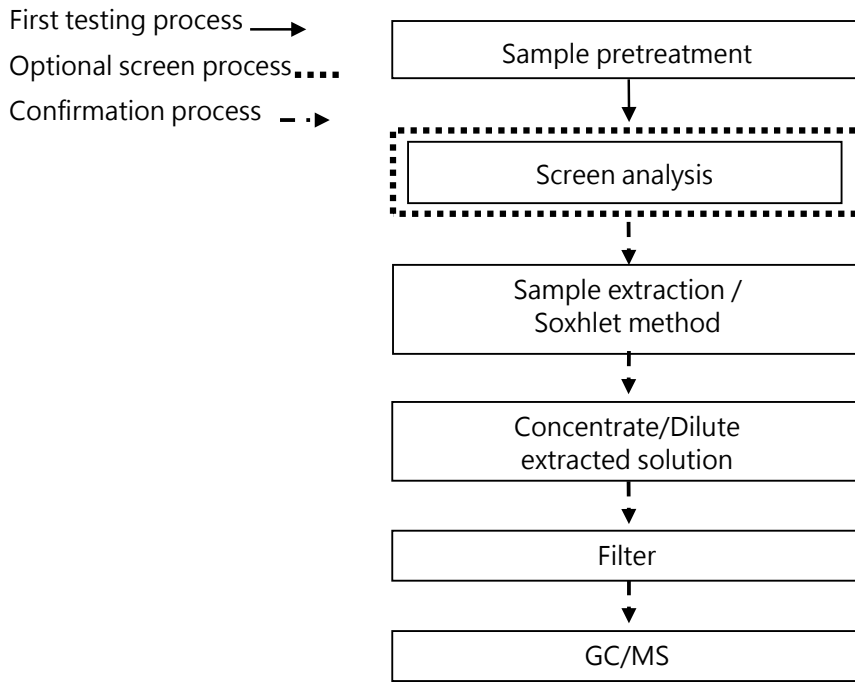 First testing process
Optional screen process
Confirmation process
Sample pretreatment
Screen analysis
Sample extraction /
Soxhlet method
Concentrate/Dilute
extracted solution
Filter
GC/MS